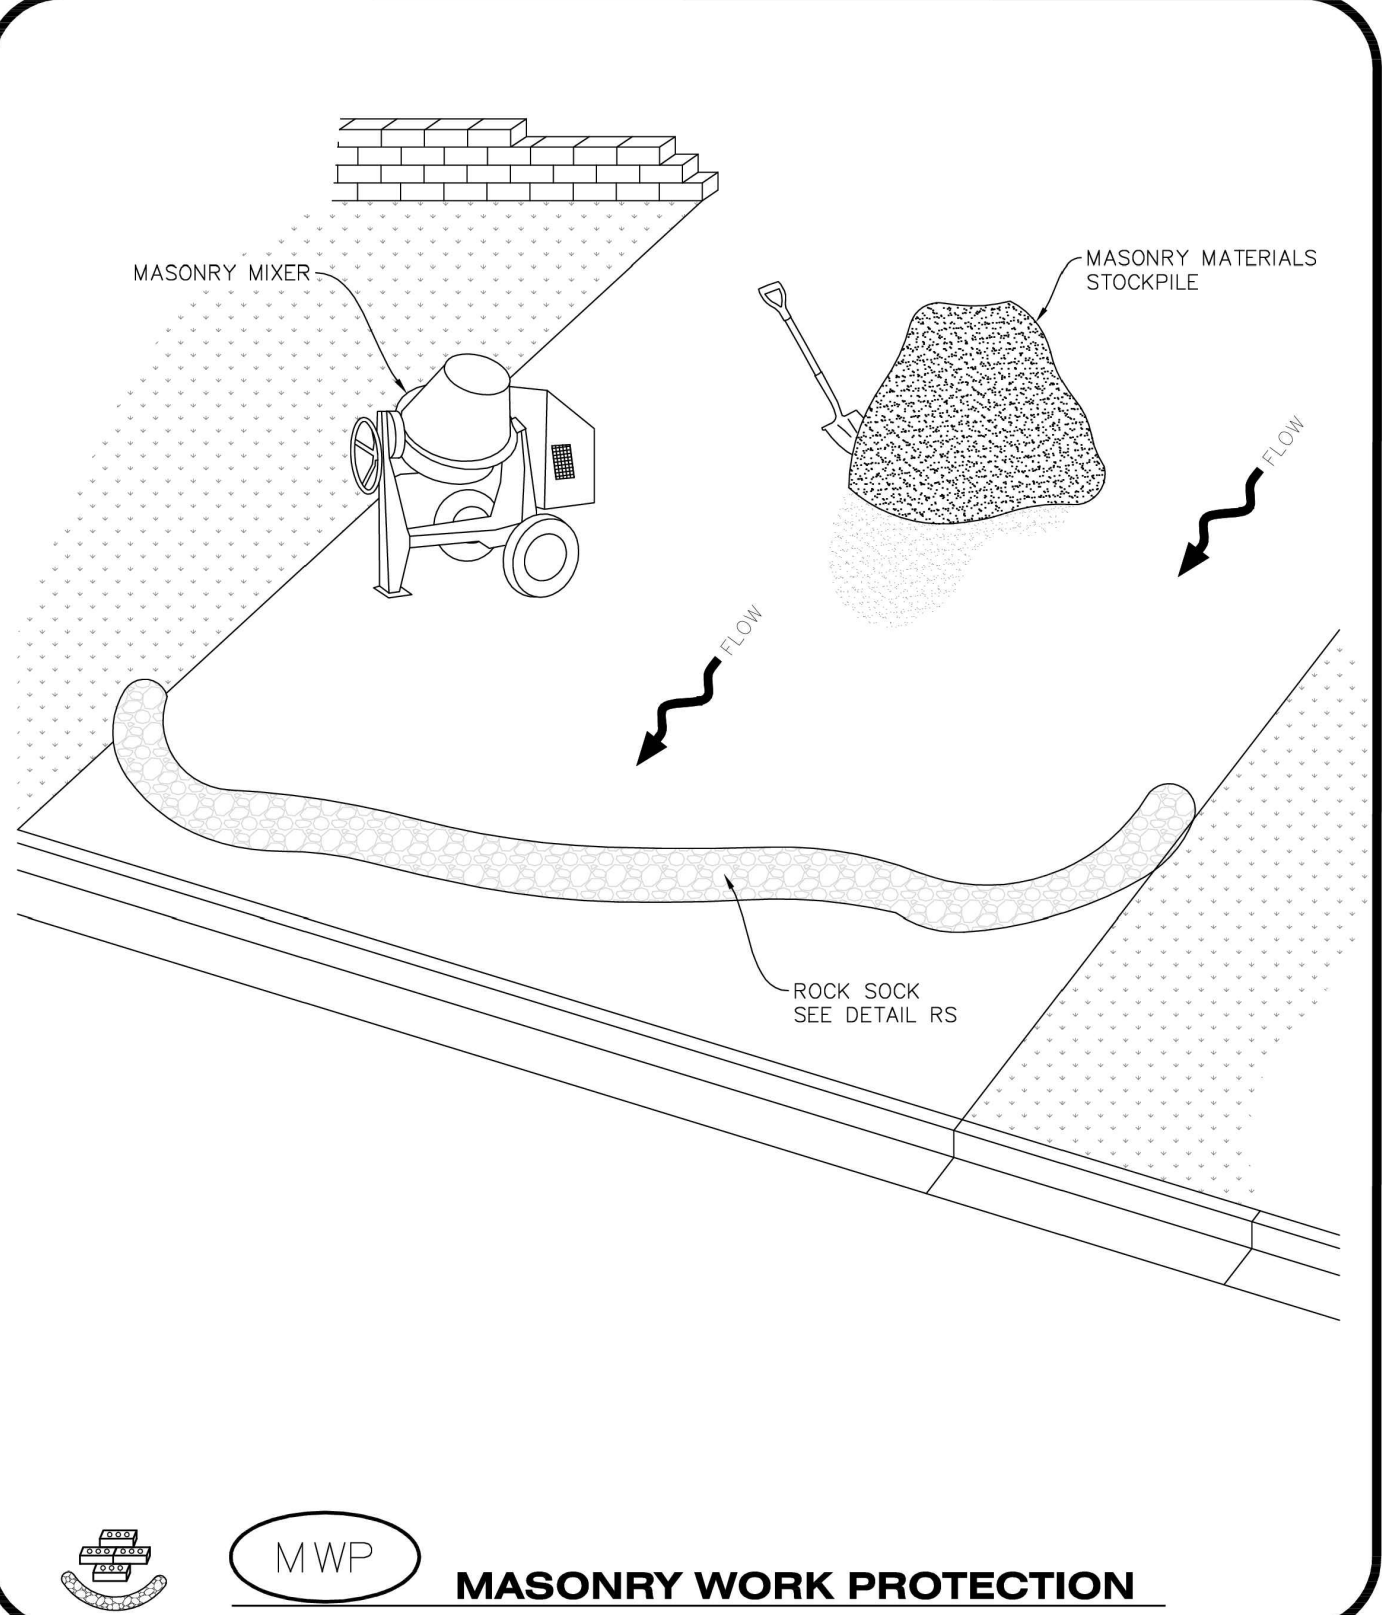 MASONRY MIXER
MASONRY MATERIALS
STOCKPILE
FLOW
FLOW
ROCK SOCK
SEE DETAIL RS
MWP
MASONRY WORK PROTECTION